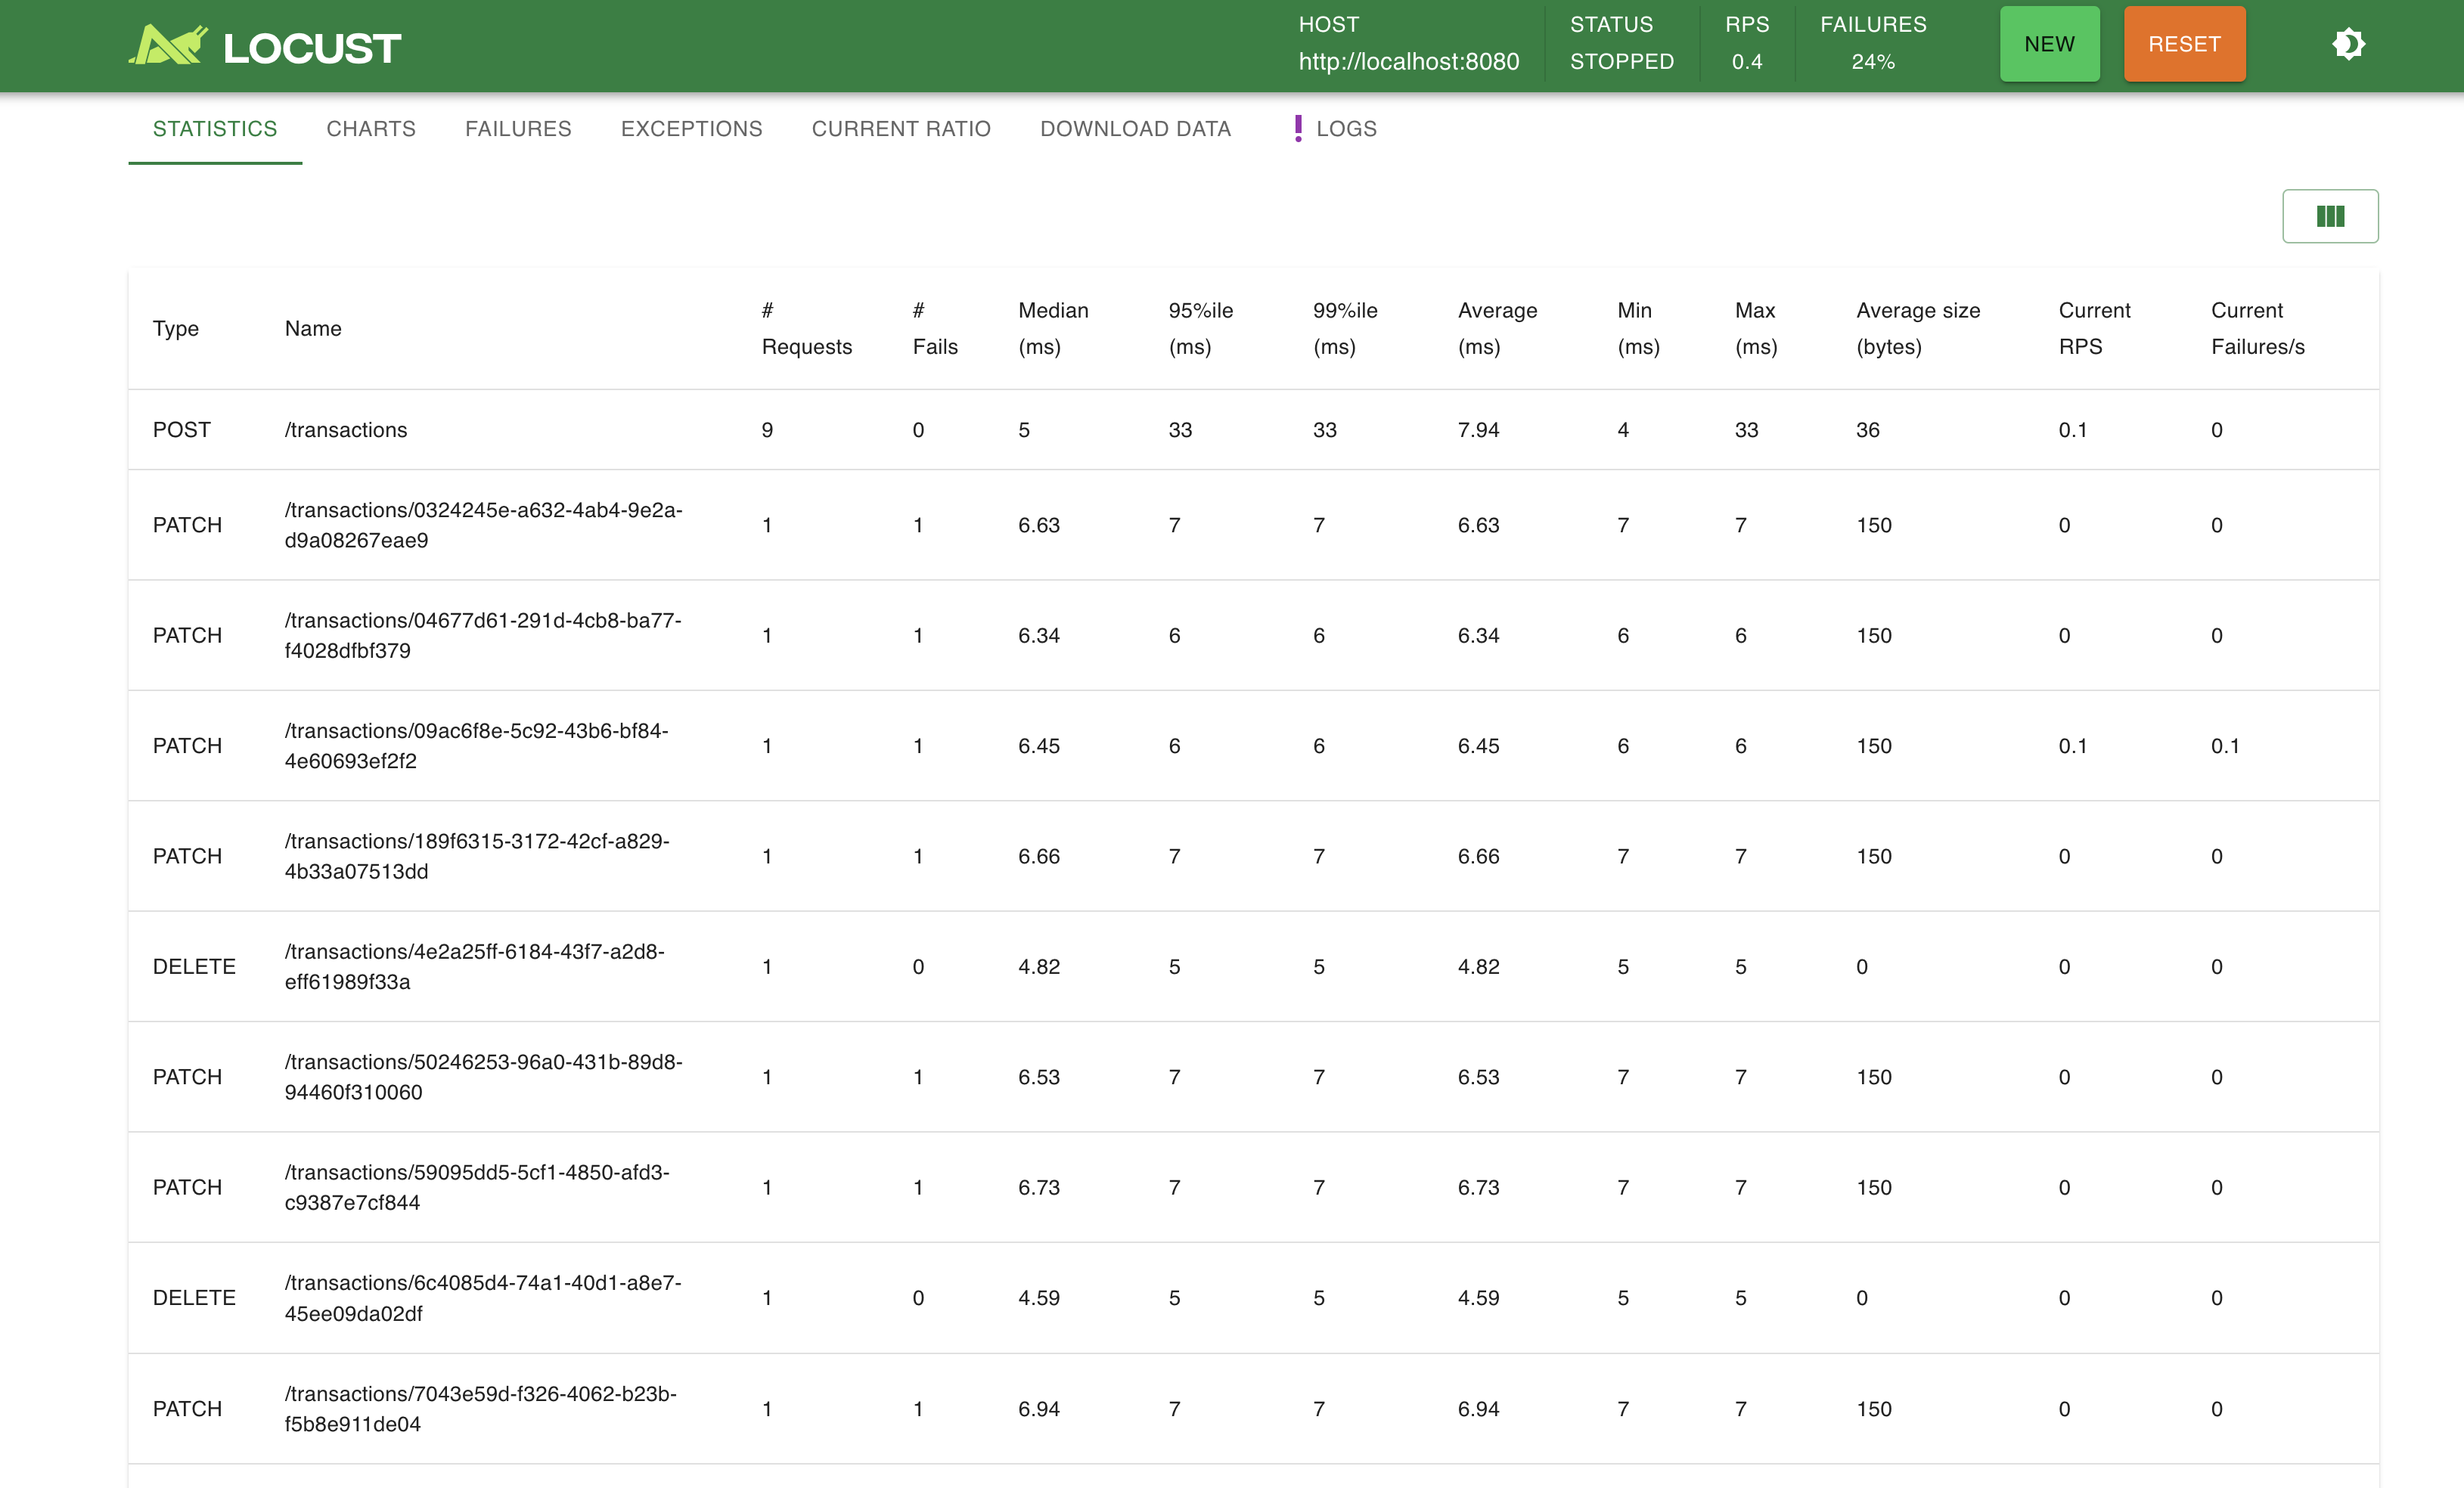 LOCUST
HOST
http://localhost:8080
STATUS
STOPPED
RPS
0.4
FAILURES
24%
NEW
RESET
STATISTICS CHARTS FAILURES EXCEPTIONS CURRENT RATIO DOWNLOAD DATA LOGS
Type Name # Requests # Fails Median (ms) 95%ile (ms) 99%ile (ms) Average (ms) Min (ms) Max (ms) Average size (bytes) Current RPS Current Failures/s
POST /transactions 9 0 5 33 33 7.94 4 33 36 0.1 0
PATCH /transactions/0324245e-a632-4ab4-9e2a-
d9a08267eae9 1 1 6.63 7 7 6.63 7 7 150 0 0
PATCH /transactions/04677d61-291d-4cb8-ba77-
f4028dfbf379 1 1 6.34 6 6 6.34 6 6 150 0 0
PATCH /transactions/09ac6f8e-5c92-43b6-bf84-
4e60693ef2f2 1 1 6.45 6 6 6.45 6 6 150 0.1 0.1
PATCH /transactions/189f6315-3172-42cf-a829-
4b33a07513dd 1 1 6.66 7 7 6.66 7 7 150 0 0
DELETE /transactions/4e2a25ff-6184-43f7-a2d8-
eff61989f33a 1 0 4.82 5 5 4.82 5 5 0 0 0
PATCH /transactions/50246253-96a0-431b-89d8-
94460f310060 1 1 6.53 7 7 6.53 7 7 150 0 0
PATCH /transactions/59095dd5-5cf1-4850-afd3-
c9387e7cf844 1 1 6.73 7 7 6.73 7 7 150 0 0
DELETE /transactions/6c4085d4-74a1-40d1-a8e7-
45ee09da02df 1 0 4.59 5 5 4.59 5 5 0 0 0
PATCH /transactions/7043e59d-f326-4062-b23b-
f5b8e911de04 1 1 6.94 7 7 6.94 7 7 150 0 0